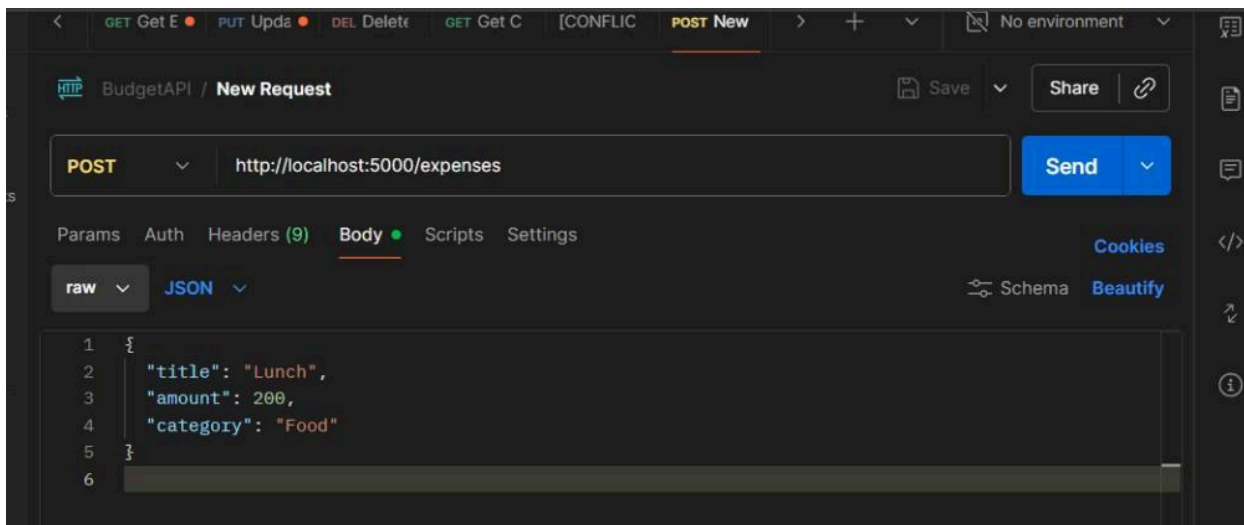 GET Get E PUT Upda DEL Delete GET Get C [CONFLIC POST New No environment
HTTP BudgetAPI / New Request Save Share
POST http://localhost:5000/expenses Send
Params Auth Headers (9) Body Scripts Settings Cookies
raw JSON Schema Beautify
1 {
2 "title": "Lunch",
3 "amount": 200,
4 "category": "Food"
5 }
6